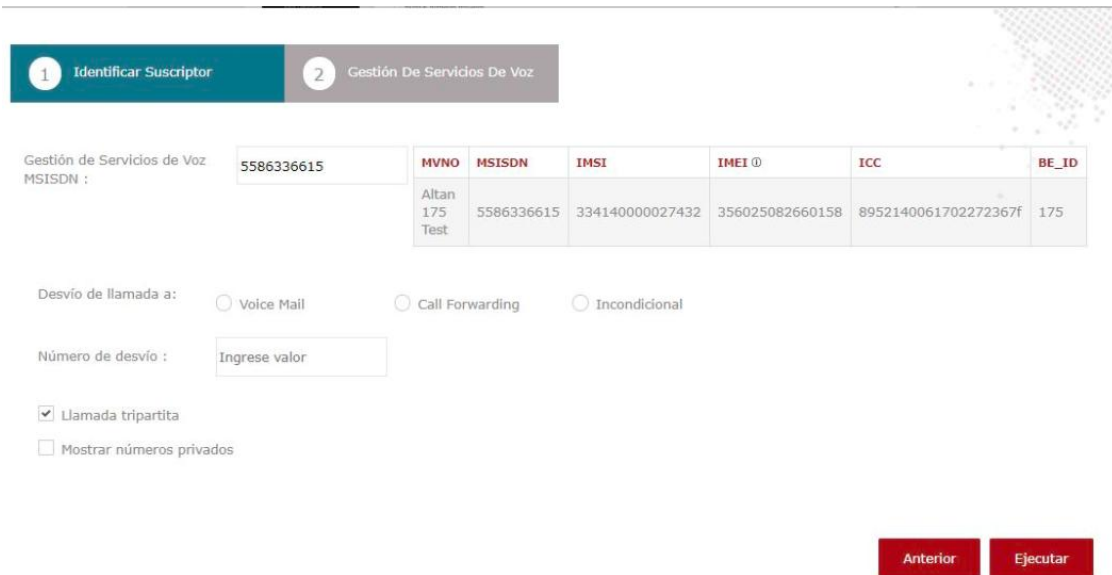 1 Identificar Suscriptor
2 Gestión De Servicios De Voz
Gestión de Servicios de Voz
MSISDN :
5586336615
MVNO MSISDN IMSI IMEI ⓘ ICC BE_ID
Altan
175
Test
5586336615 334140000027432 356025082660158 8952140061702272367f 175
Desvío de llamada a:
Voice Mail
Call Forwarding
Incondicional
Número de desvío :
Ingrese valor
Llamada tripartita
Mostrar números privados
Anterior
Ejecutar